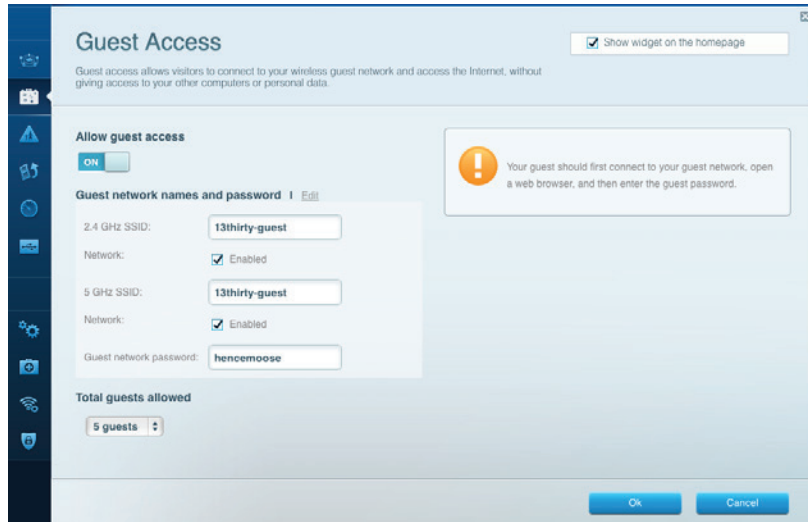 Guest Access
Show widget on the homepage
Guest access allows visitors to connect to your wireless guest network and access the Internet, without
giving access to your other computers or personal data.
Allow guest access
ON
Your guest should first connect to your guest network, open
a web browser, and then enter the guest password.
Guest network names and password | Edit
2.4 GHz SSID: 13thirty-guest
Network: Enabled
5 GHz SSID: 13thirty-guest
Network: Enabled
Guest network password: hencemoose
Total guests allowed
5 guests
Ok Cancel